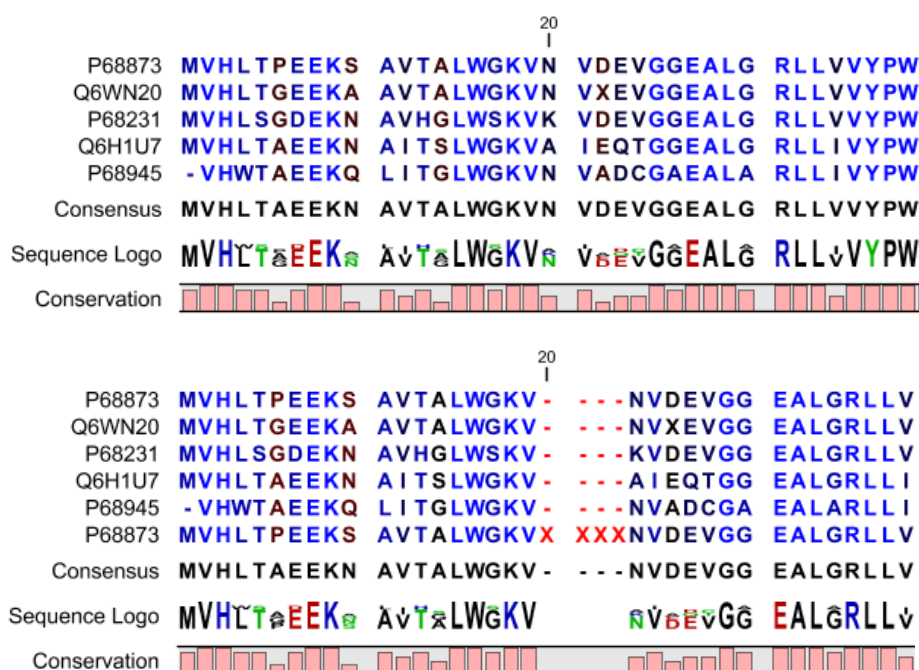 20
P68873 MVHLTPEEKS AVTALWGKVN VDEVGGEALG RLLVVYPW
Q6WN20 MVHLTGEEKA AVTALWGKVN VXEVGGEALG RLLVVYPW
P68231 MVHLSGDEKN AVHGLWSKVK VDEVGGEALG RLLVVYPW
Q6H1U7 MVHLTAEEKN AITSLWGKVA IEQTGGEALG RLLIVYPW
P68945 -VHWTAEEKQ LITGLWGKVN VADCGAEALA RLLIVYPW
Consensus MVHLTAEEKN AVTALWGKVN VDEVGGEALG RLLVVYPW
Sequence Logo
Conservation
20
P68873 MVHLTPEEKS AVTALWGKV- ---NVDEVGG EALGRLLV
Q6WN20 MVHLTGEEKA AVTALWGKV- ---NVXEVGG EALGRLLV
P68231 MVHLSGDEKN AVHGLWSKV- ---KVDEVGG EALGRLLV
Q6H1U7 MVHLTAEEKN AITSLWGKV- ---AIEQTGG EALGRLLI
P68945 -VHWTAEEKQ LITGLWGKV- ---NVADCGA EALARLLI
P68873 MVHLTPEEKS AVTALWGKVX XXXNVDEVGG EALGRLLV
Consensus MVHLTAEEKN AVTALWGKV- ---NVDEVGG EALGRLLV
Sequence Logo
Conservation